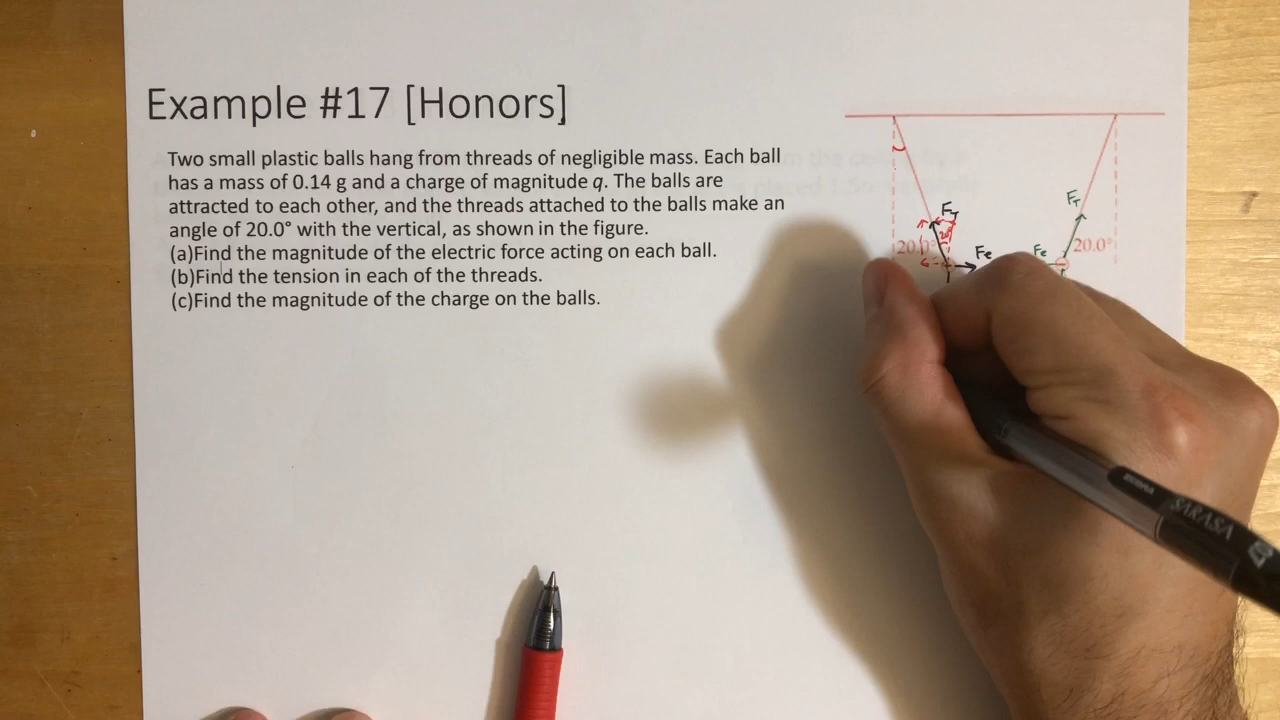 Example #17 [Honors]
Two small plastic balls hang from threads of negligible mass. Each ball
has a mass of 0.14 g and a charge of magnitude q. The balls are
attracted to each other, and the threads attached to the balls make an
angle of 20.0° with the vertical, as shown in the figure.
(a)Find the magnitude of the electric force acting on each ball.
(b)Find the tension in each of the threads.
(c)Find the magnitude of the charge on the balls.
F_T
F_T
20.0°
20°
Fe
Fe
20.0°
ZEBRA SARASA